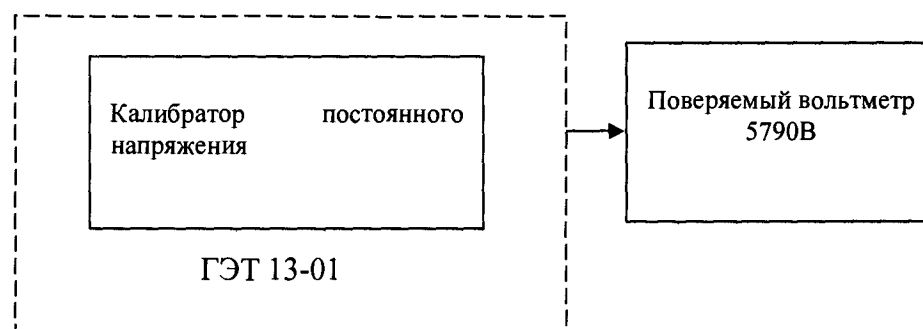 Калибратор постоянного
напряжения
ГЭТ 13-01
Поверяемый вольтметр
5790В